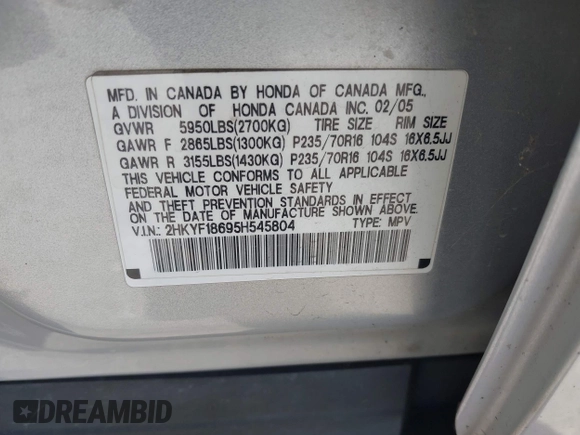 MFD. IN CANADA BY HONDA OF CANADA MFG.,
A DIVISION OF HONDA CANADA INC. 02/05
GVWR 5950LBS(2700KG) TIRE SIZE RIM SIZE
GAWR F 2865LBS(1300KG) P235/70R16 104S 16X6.5JJ
GAWR R 3155LBS(1430KG) P235/70R16 104S 16X6.5JJ
THIS VEHICLE CONFORMS TO ALL APPLICABLE
FEDERAL MOTOR VEHICLE SAFETY
AND THEFT PREVENTION STANDARDS IN EFFECT
ON THE DATE OF MANUFACTURE SHOWN ABOVE.
V.I.N.: 2HKYF18695H545804 TYPE: MPV
DREAMBID